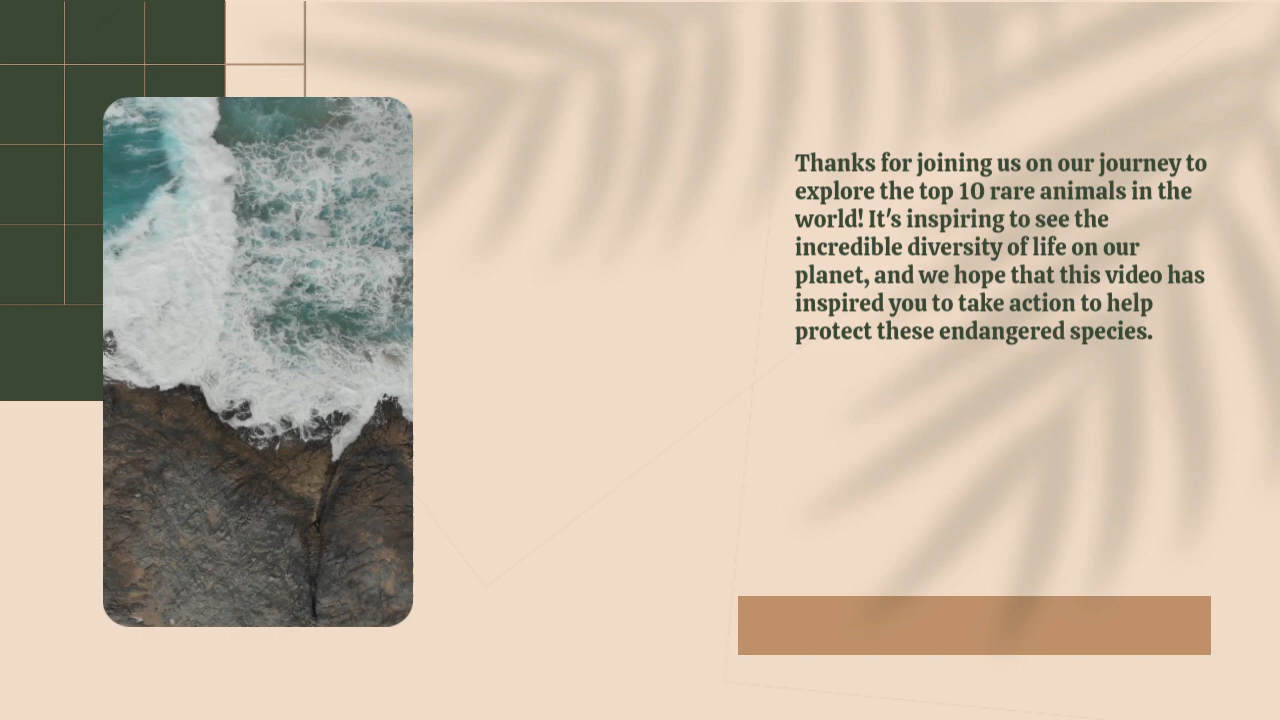 Thanks for joining us on our journey to
explore the top 10 rare animals in the
world! It's inspiring to see the
incredible diversity of life on our
planet, and we hope that this video has
inspired you to take action to help
protect these endangered species.